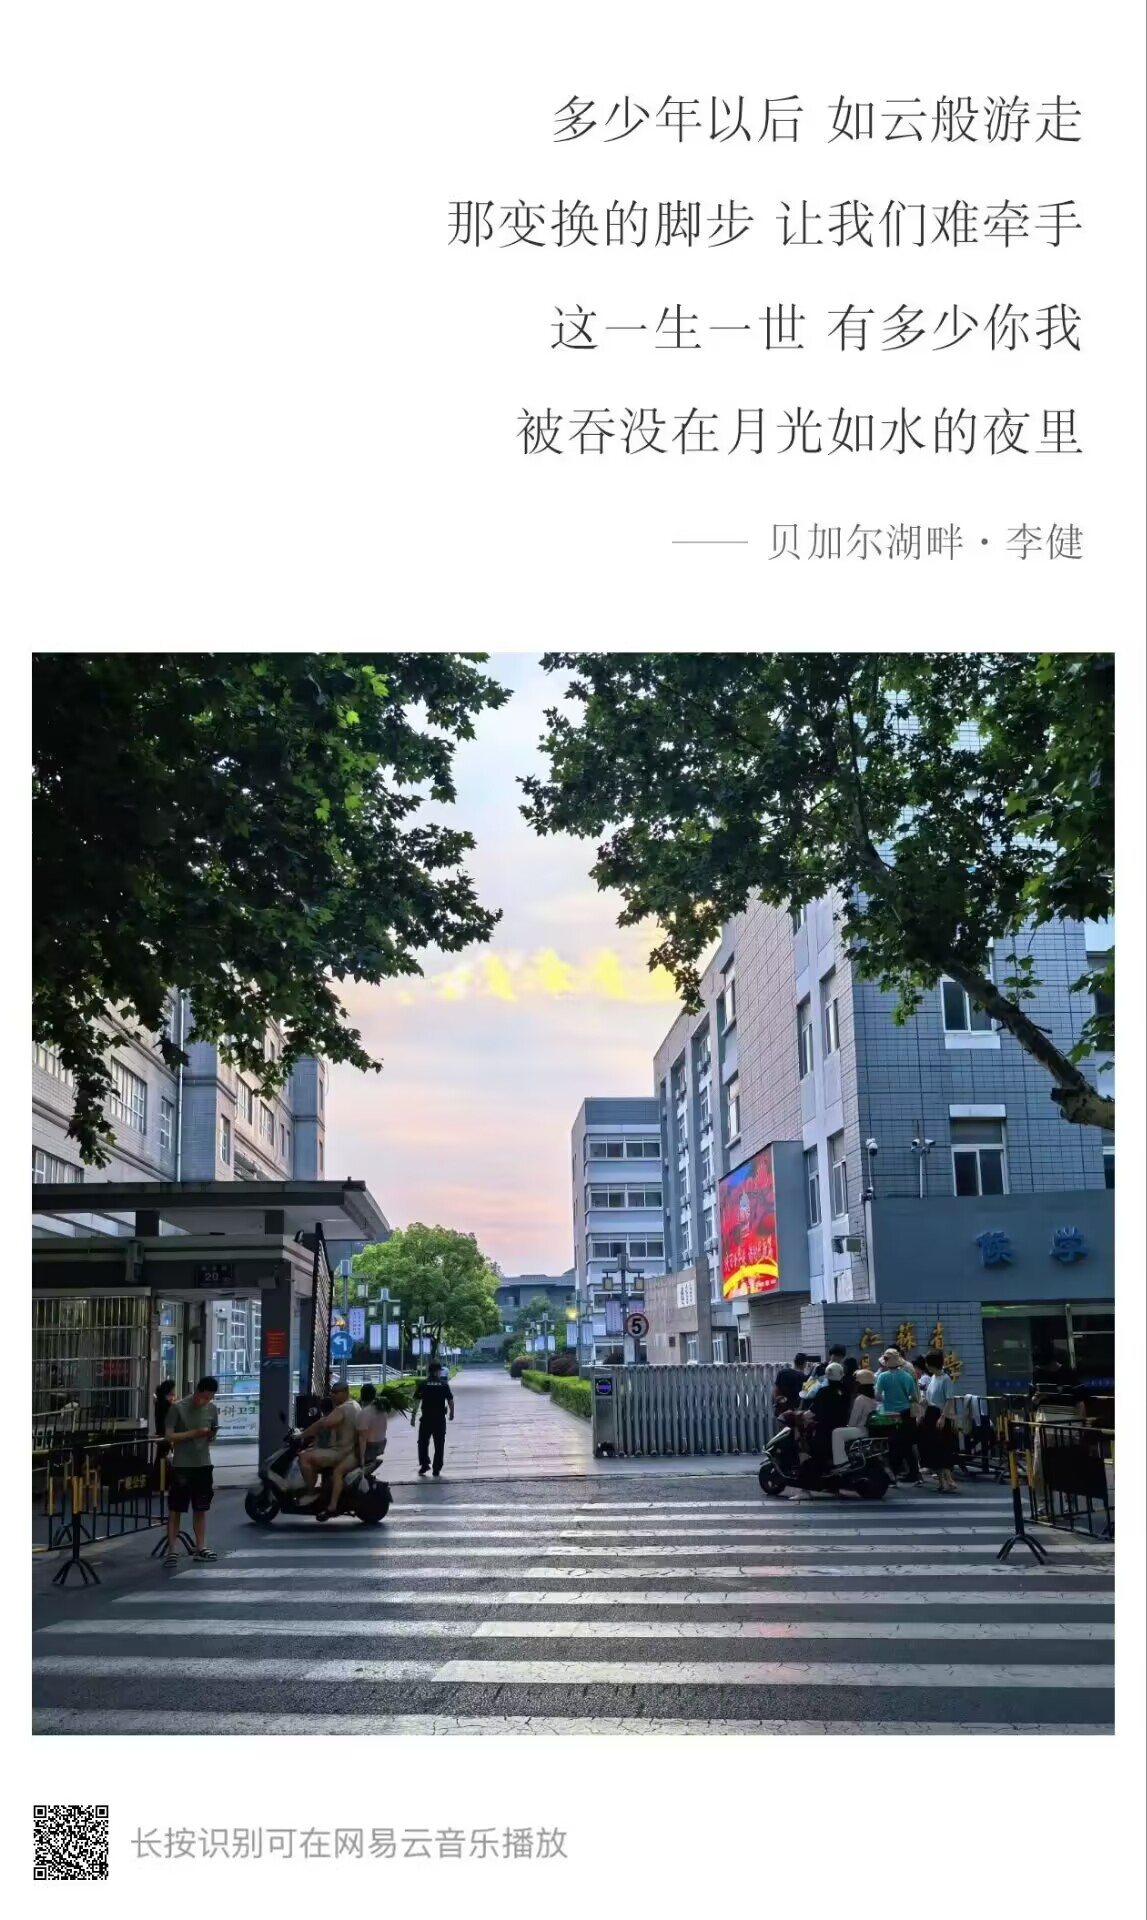 多少年以后 如云般游走
那变换的脚步 让我们难牵手
这一生一世 有多少你我
被吞没在月光如水的夜里
—— 贝加尔湖畔·李健
20
5
学
江苏省
长按识别可在网易云音乐播放